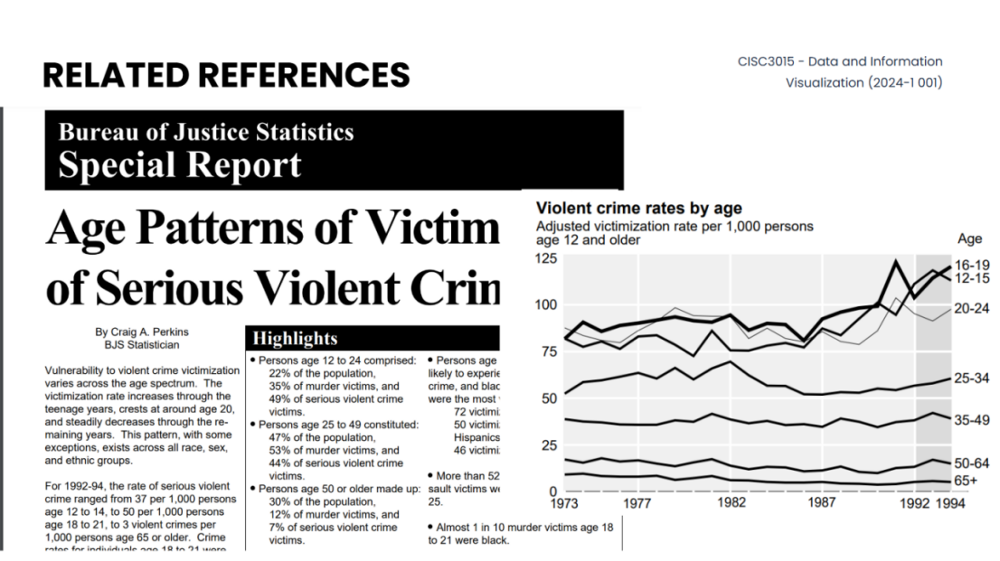 RELATED REFERENCES
CISC3015 - Data and Information
Visualization (2024-1 001)
Bureau of Justice Statistics
Special Report
Age Patterns of Victim
of Serious Violent Crin
By Craig A. Perkins
BJS Statistician
Vulnerability to violent crime victimization
varies across the age spectrum. The
victimization rate increases through the
teenage years, crests at around age 20,
and steadily decreases through the re-
maining years. This pattern, with some
exceptions, exists across all race, sex,
and ethnic groups.
For 1992-94, the rate of serious violent
crime ranged from 37 per 1,000 persons
age 12 to 14, to 50 per 1,000 persons
age 18 to 21, to 3 violent crimes per
1,000 persons age 65 or older. Crime
rates for individuals age 18 to 21 were
Highlights
• Persons age 12 to 24 comprised:
22% of the population,
35% of murder victims, and
49% of serious violent crime
victims.
• Persons age 25 to 49 constituted:
47% of the population,
53% of murder victims, and
44% of serious violent crime
victims.
• Persons age 50 or older made up:
30% of the population,
12% of murder victims, and
7% of serious violent crime
victims.
• Persons age
likely to experie
crime, and blac
were the most
72 victimi
50 victimi
Hispanics
46 victimi
• More than 52
sault victims we
25.
• Almost 1 in 10 murder victims age 18
to 21 were black.
Violent crime rates by age
Adjusted victimization rate per 1,000 persons
age 12 and older
Age
125
100
75
50
25
0
16-19
12-15
20-24
25-34
35-49
50-64
65+
1973 1977 1982 1987 1992 1994